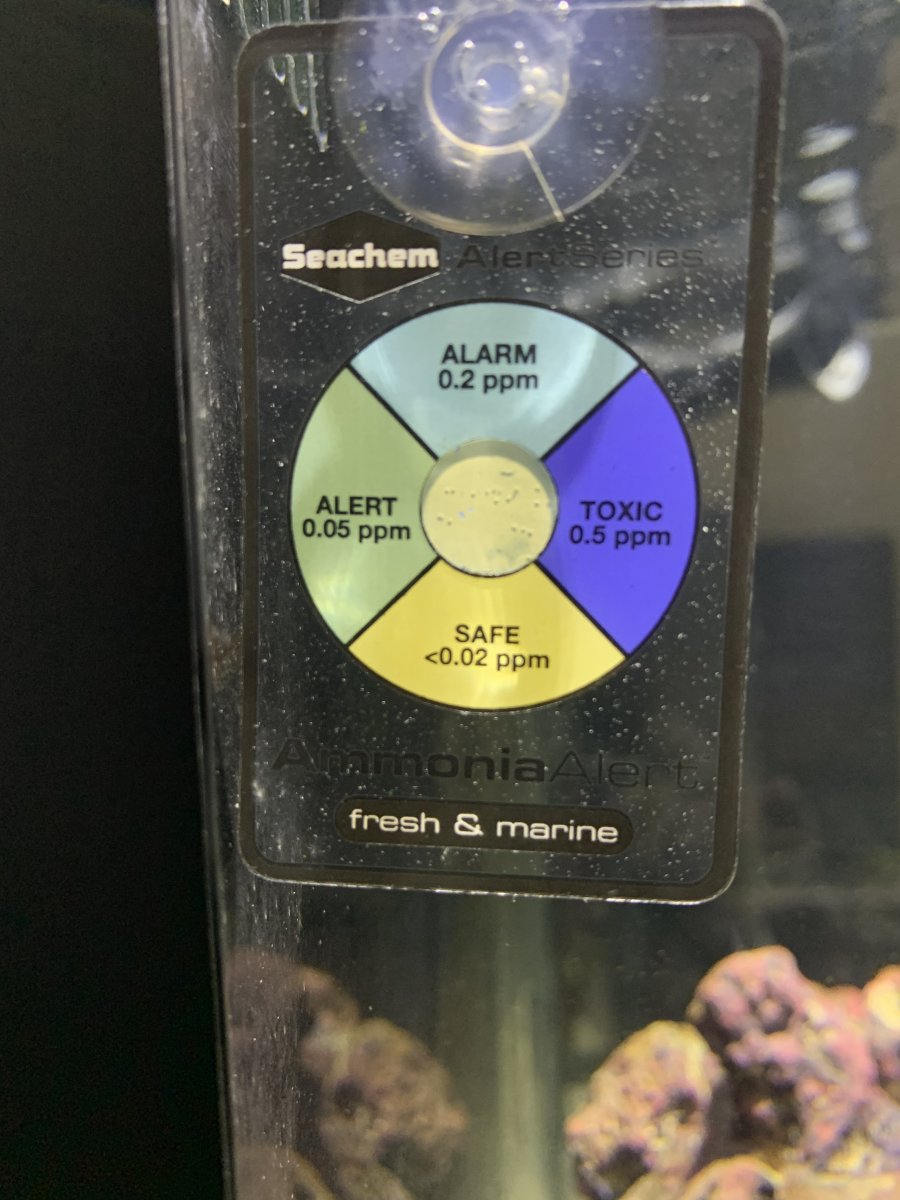 Seachem AlertSeries
ALARM
0.2 ppm
ALERT
0.05 ppm
TOXIC
0.5 ppm
SAFE
<0.02 ppm
AmmoniaAlert
fresh & marine